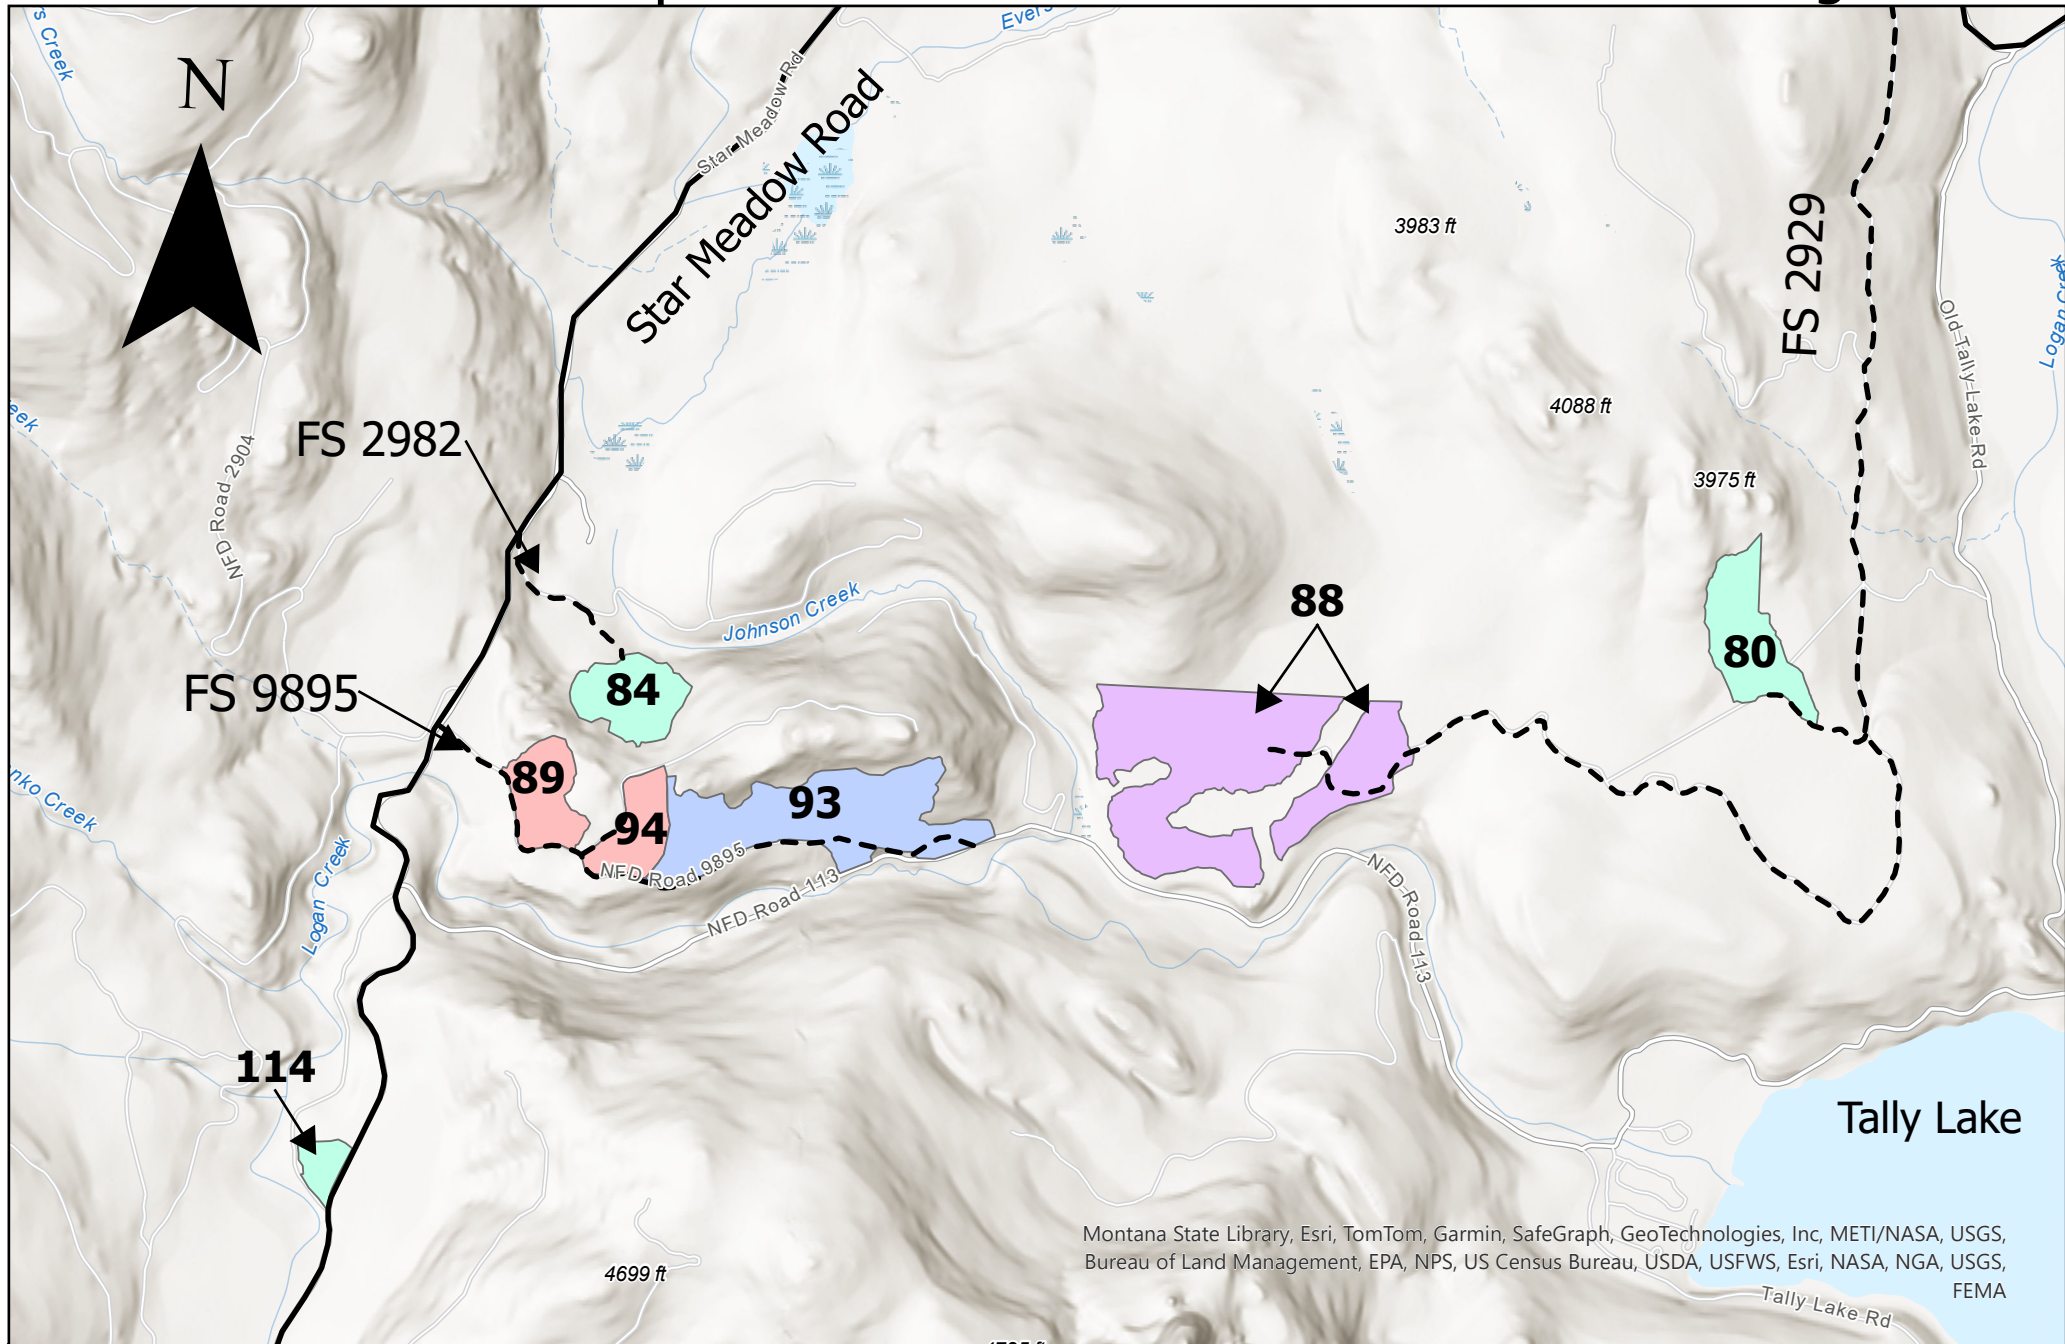 N
Star Meadow Rd
Star Meadow Road
3983 ft
FS 2929
Old Tally Lake Rd
4088 ft
3975 ft
FS 2982
NFD Road 2904
Johnson Creek
88
80
84
FS 9895
89
94
93
NFD Road 9895
NFD Road 113
NFD Road 113
Logan Creek
114
Tally Lake
4699 ft
Montana State Library, Esri, TomTom, Garmin, SafeGraph, GeoTechnologies, Inc, METI/NASA, USGS,
Bureau of Land Management, EPA, NPS, US Census Bureau, USDA, USFWS, Esri, NASA, NGA, USGS,
FEMA
Tally Lake Rd